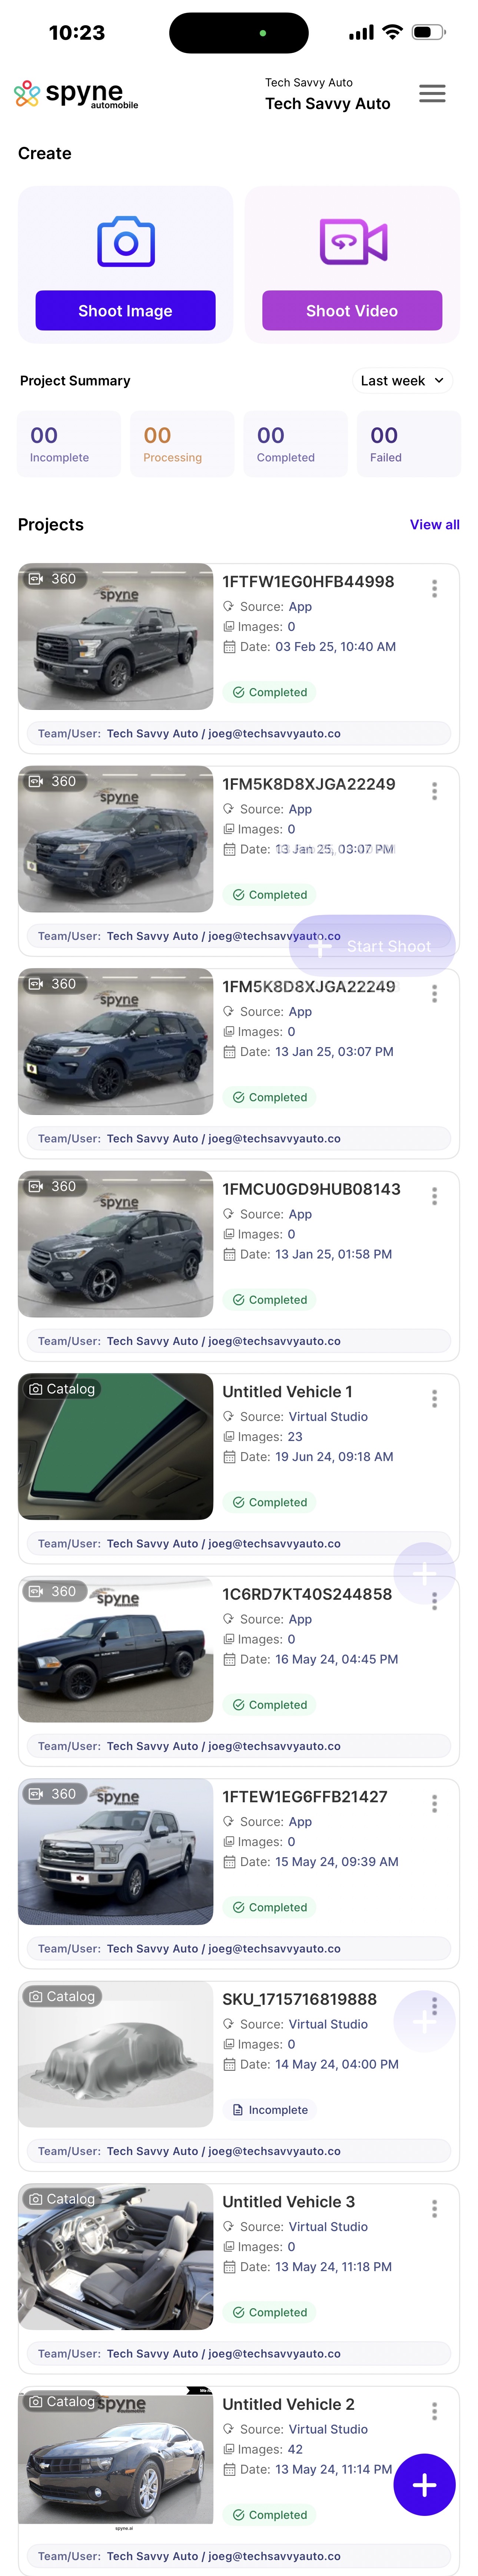 10:23
spyne
automobile
Tech Savvy Auto
Tech Savvy Auto
Create
Shoot Image
Shoot Video
Project Summary
Last week
00
Incomplete
00
Processing
00
Completed
00
Failed
Projects
View all
360
spyne
1FTFW1EG0HFB44998
Source: App
Images: 0
Date: 03 Feb 25, 10:40 AM
Completed
Team/User: Tech Savvy Auto / joeg@techsavvyauto.co
360
spyne
1FM5K8D8XJGA22249
Source: App
Images: 0
Date: 13 Jan 25, 03:07 PM
Completed
Team/User: Tech Savvy Auto / joeg@techsavvyauto.co
Start Shoot
360
spyne
1FM5K8D8XJGA22249
Source: App
Images: 0
Date: 13 Jan 25, 03:07 PM
Completed
Team/User: Tech Savvy Auto / joeg@techsavvyauto.co
360
spyne
1FMCU0GD9HUB08143
Source: App
Images: 0
Date: 13 Jan 25, 01:58 PM
Completed
Team/User: Tech Savvy Auto / joeg@techsavvyauto.co
Catalog
Untitled Vehicle 1
Source: Virtual Studio
Images: 23
Date: 19 Jun 24, 09:18 AM
Completed
Team/User: Tech Savvy Auto / joeg@techsavvyauto.co
360
spyne
1C6RD7KT40S244858
Source: App
Images: 0
Date: 16 May 24, 04:45 PM
Completed
Team/User: Tech Savvy Auto / joeg@techsavvyauto.co
360
spyne
1FTEW1EG6FFB21427
Source: App
Images: 0
Date: 15 May 24, 09:39 AM
Completed
Team/User: Tech Savvy Auto / joeg@techsavvyauto.co
Catalog
SKU_1715716819888
Source: Virtual Studio
Images: 0
Date: 14 May 24, 04:00 PM
Incomplete
Team/User: Tech Savvy Auto / joeg@techsavvyauto.co
Catalog
Untitled Vehicle 3
Source: Virtual Studio
Images: 0
Date: 13 May 24, 11:18 PM
Completed
Team/User: Tech Savvy Auto / joeg@techsavvyauto.co
Catalog
spyne
Untitled Vehicle 2
Source: Virtual Studio
Images: 42
Date: 13 May 24, 11:14 PM
Completed
spyne.ai
Team/User: Tech Savvy Auto / joeg@techsavvyauto.co